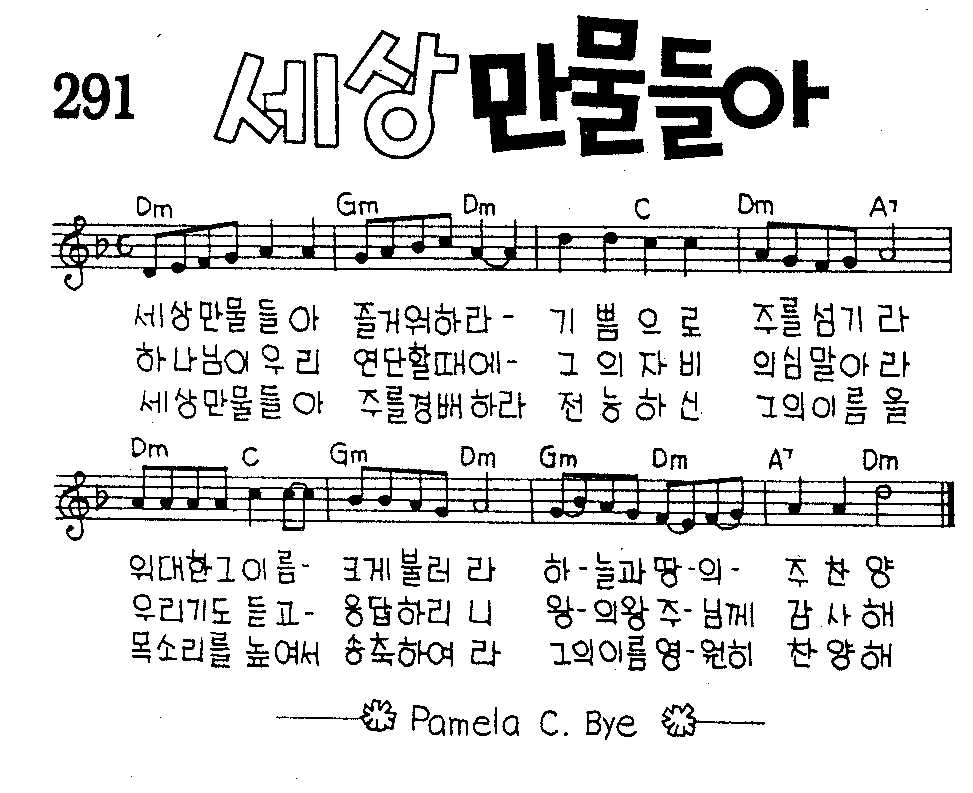 291 세상만물들아
Dm Gm Dm C Dm A7
세상만물들아 즐거워하라- 기쁨으로 주를섬기라
하나님이우리 연단할때에- 그의자비 의심말아라
세상만물들아 주를경배하라 전능하신 그의이름을
Dm C Gm Dm Gm Dm A7 Dm
위대한그이름- 크게불러라 하-늘과땅-의- 주찬양
우리기도듣고- 응답하리니 왕-의왕주-님께 감사해
목소리를높여서 송축하여라 그의이름영-원히 찬양해
Pamela C. Bye